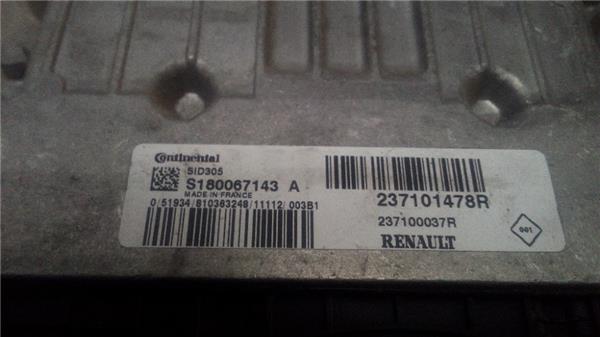 Continental
SID305
S180067143 A
MADE IN FRANCE
0/51934/810363248/11112/003B1
237101478R
237100037R
RENAULT
001